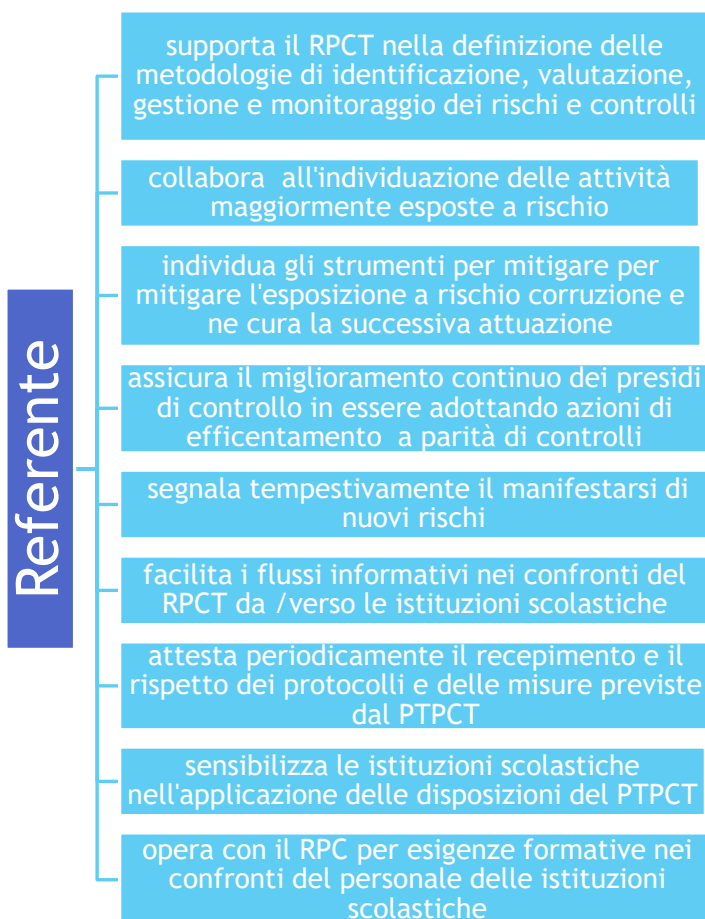 Referente
supporta il RPCT nella definizione delle
metodologie di identificazione, valutazione,
gestione e monitoraggio dei rischi e controlli
collabora  all'individuazione delle attività
maggiormente esposte a rischio
individua gli strumenti per mitigare per
mitigare l'esposizione a rischio corruzione e
ne cura la successiva attuazione
assicura il miglioramento continuo dei presidi
di controllo in essere adottando azioni di
efficentamento  a parità di controlli
segnala tempestivamente il manifestarsi di
nuovi rischi
facilita i flussi informativi nei confronti del
RPCT da /verso le istituzioni scolastiche
attesta periodicamente il recepimento e il
rispetto dei protocolli e delle misure previste
dal PTPCT
sensibilizza le istituzioni scolastiche
nell'applicazione delle disposizioni del PTPCT
opera con il RPC per esigenze formative nei
confronti del personale delle istituzioni
scolastiche